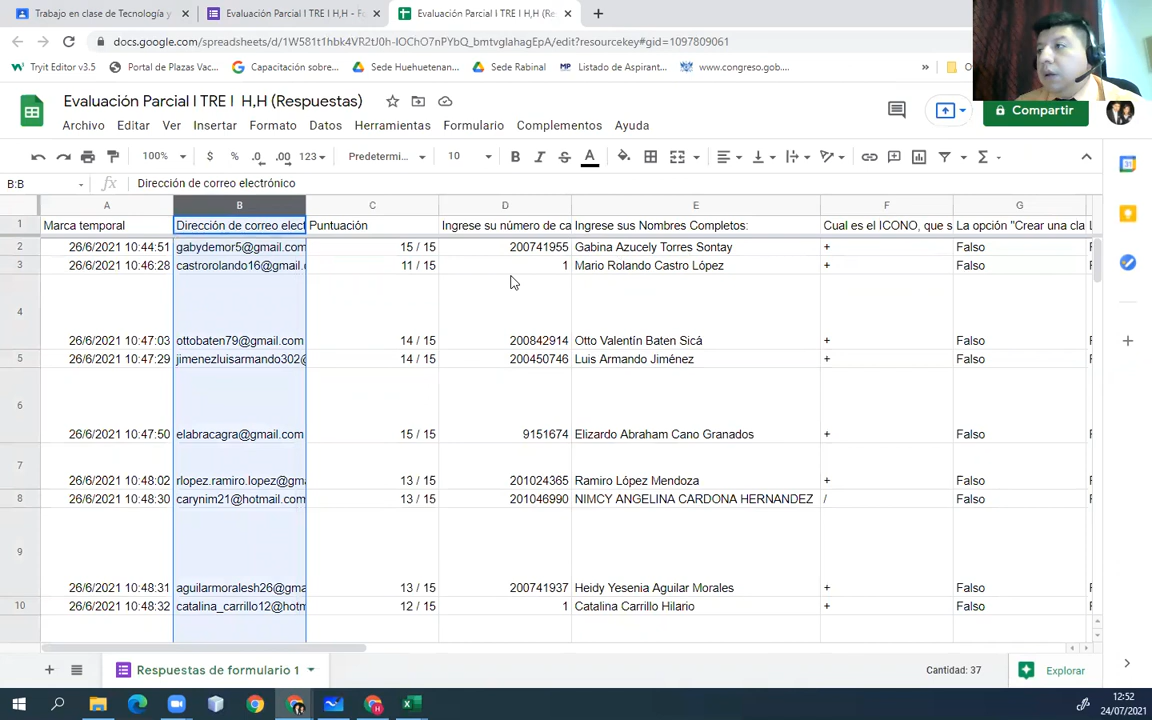 Trabajo en clase de Tecnología y
Evaluación Parcial I TRE I H,H - Fo
Evaluación Parcial I TRE I H,H (Re
docs.google.com/spreadsheets/d/1W581t1hbk4VR2tJ0h-IOChO7nPYbQ_bmtvglahagEpA/edit?resourcekey#gid=1097809061
Tryit Editor v3.5 Portal de Plazas Vac... Capacitación sobre... Sede Huehuetenan... Sede Rabinal Listado de Aspirant... www.congreso.gob.... »
Evaluación Parcial I TRE I H,H (Respuestas)
Compartir
Archivo Editar Ver Insertar Formato Datos Herramientas Formulario Complementos Ayuda
100% $ % .0 .00 123 Predetermi... 10 B I S A
B:B fx Dirección de correo electrónico
A B C D E F G
1 Marca temporal Dirección de correo elect Puntuación Ingrese su número de ca Ingrese sus Nombres Completos: Cual es el ICONO, que s La opción "Crear una cla
2 26/6/2021 10:44:51 gabydemor5@gmail.com 15 / 15 200741955 Gabina Azucely Torres Sontay + Falso
3 26/6/2021 10:46:28 castrorolando16@gmail. 11 / 15 1 Mario Rolando Castro López + Falso
4 26/6/2021 10:47:03 ottobaten79@gmail.com 14 / 15 200842914 Otto Valentín Baten Sicà + Falso
5 26/6/2021 10:47:29 jimenezluisarmando302@ 14 / 15 200450746 Luis Armando Jiménez + Falso
6 26/6/2021 10:47:50 elabracagra@gmail.com 15 / 15 9151674 Elizardo Abraham Cano Granados + Falso
7 26/6/2021 10:48:02 rlopez.ramiro.lopez@gm 13 / 15 201024365 Ramiro López Mendoza + Falso
8 26/6/2021 10:48:30 carynim21@hotmail.com 13 / 15 201046990 NIMCY ANGELINA CARDONA HERNANDEZ / Falso
9 26/6/2021 10:48:31 aguilarmoralesh26@gma 13 / 15 200741937 Heidy Yesenia Aguilar Morales + Falso
10 26/6/2021 10:48:32 catalina_carrillo12@hotm 12 / 15 1 Catalina Carrillo Hilario + Falso
Respuestas de formulario 1 Cantidad: 37 Explorar
12:52
24/07/2021